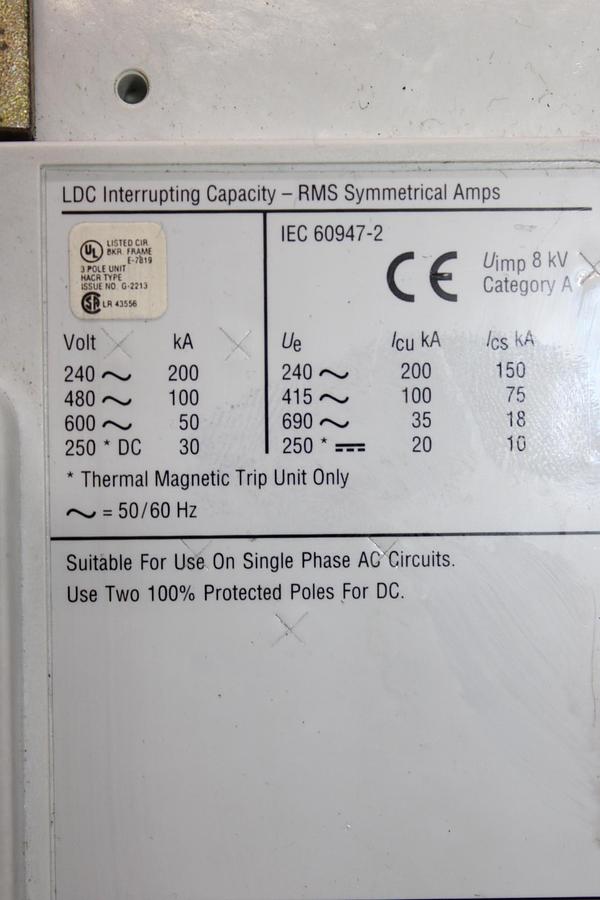 LDC Interrupting Capacity – RMS Symmetrical Amps
UL LISTED CIR.
BKR. FRAME
E-7819
3 POLE UNIT
HACR TYPE
ISSUE NO. G-2213
SA LR 43556
Volt kA
240 ∼ 200
480 ∼ 100
600 ∼ 50
250 * DC 30
IEC 60947-2
CE
Uimp 8 kV
Category A
Ue Icu kA Ics kA
240 ∼ 200 150
415 ∼ 100 75
690 ∼ 35 18
250 * ⎓ 20 10
* Thermal Magnetic Trip Unit Only
∼ = 50/60 Hz
Suitable For Use On Single Phase AC Circuits.
Use Two 100% Protected Poles For DC.